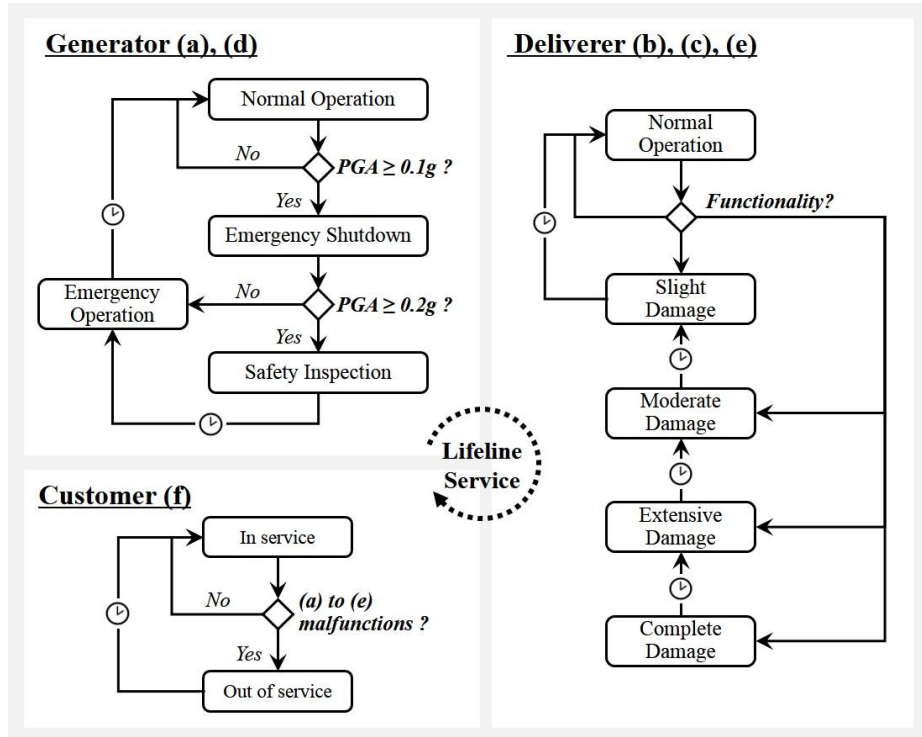 Generator (a), (d)
Normal Operation
No
PGA ≥ 0.1g ?
Yes
Emergency Shutdown
Emergency
Operation
No
PGA ≥ 0.2g ?
Yes
Safety Inspection
Customer (f)
In service
No
(a) to (e)
malfunctions ?
Yes
Out of service
Lifeline
Service
Deliverer (b), (c), (e)
Normal
Operation
Functionality?
Slight
Damage
Moderate
Damage
Extensive
Damage
Complete
Damage